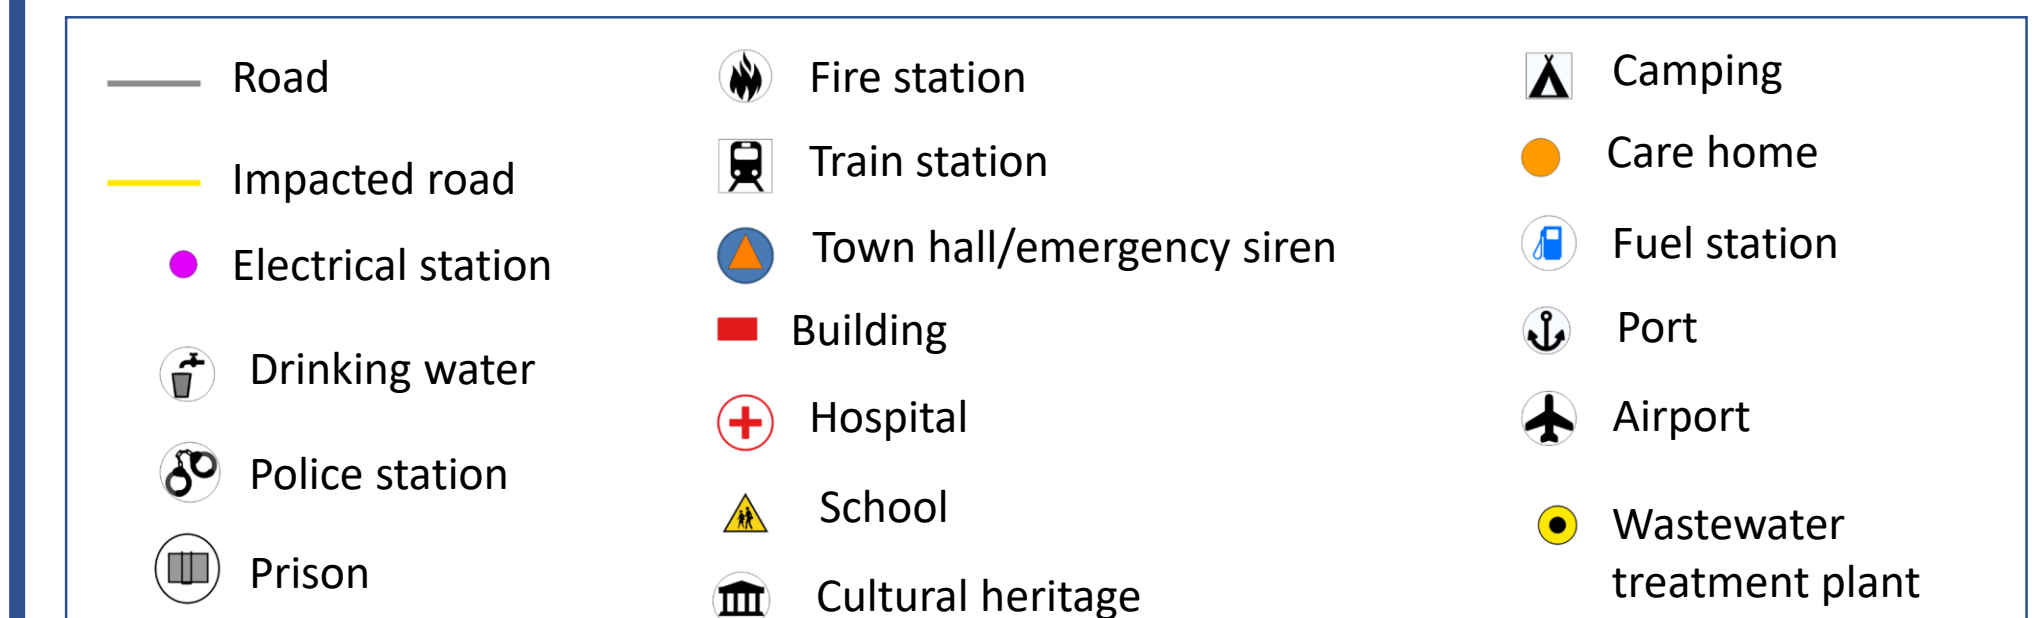 Road
Impacted road
Electrical station
Drinking water
Police station
Prison
Fire station
Train station
Town hall/emergency siren
Building
Hospital
School
Cultural heritage
Camping
Care home
Fuel station
Port
Airport
Wastewater
treatment plant